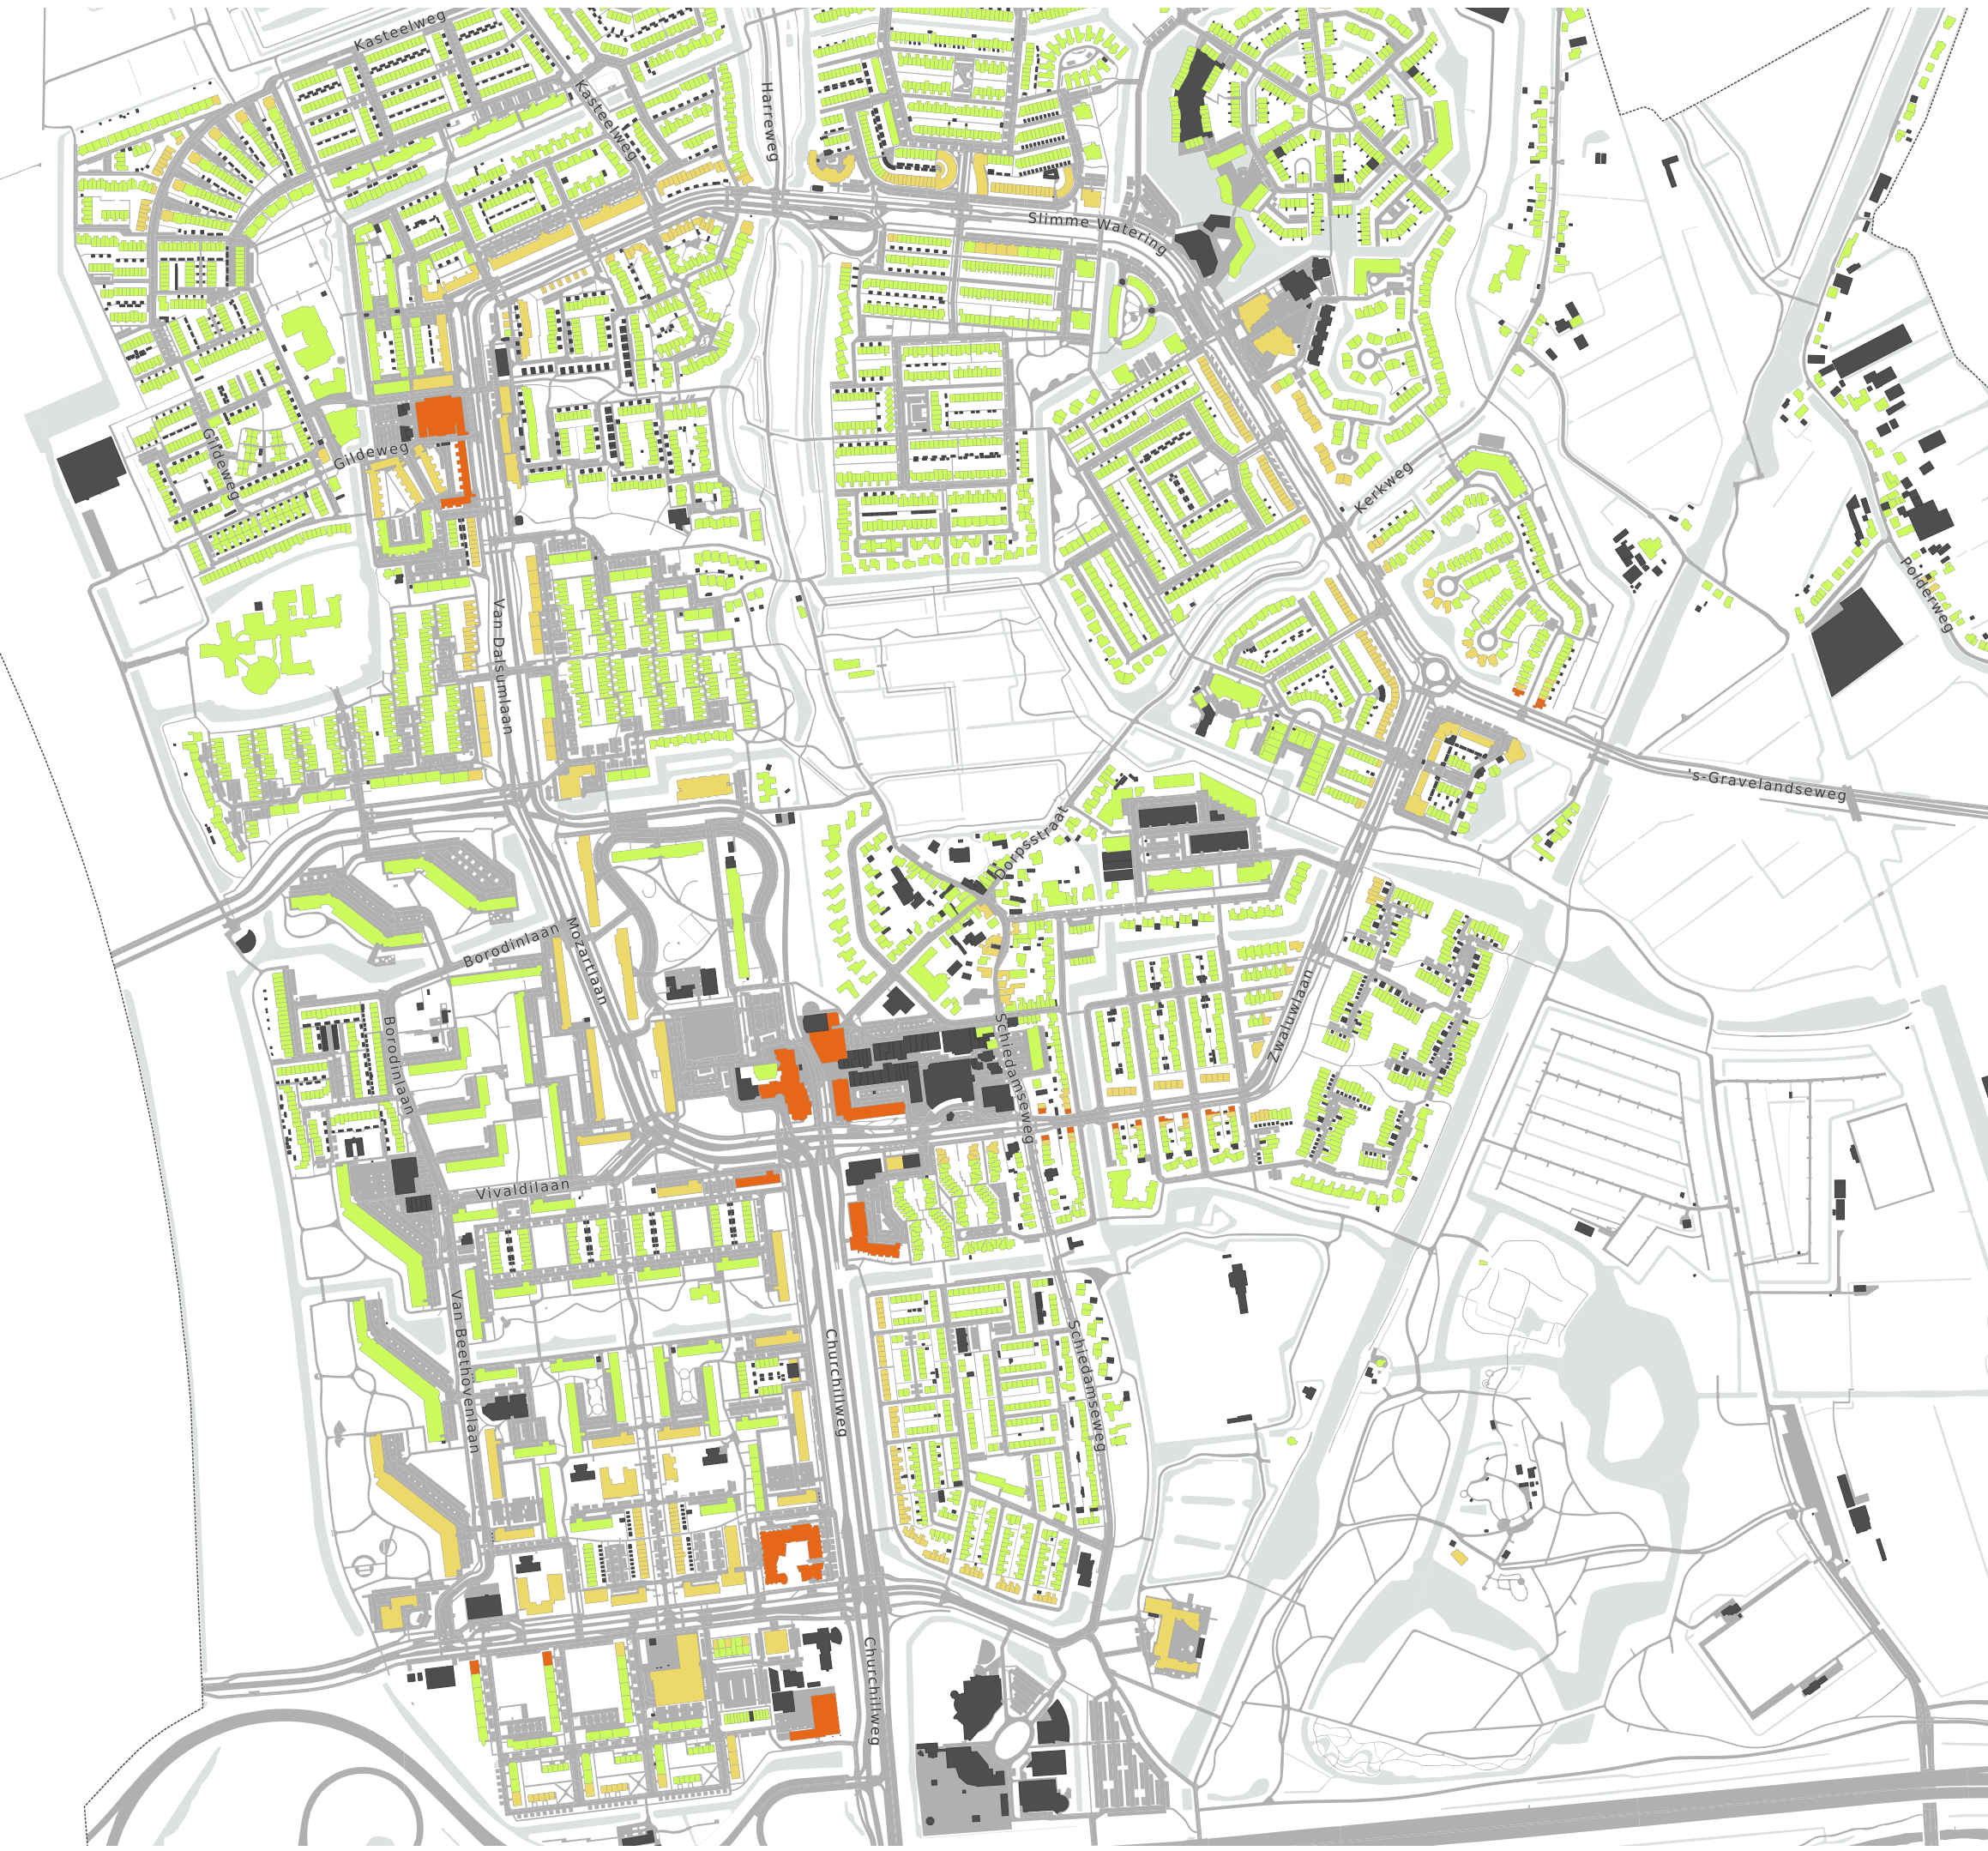 Kasteelweg
Kasteelweg
Harreweg
Slimme Watering
Gildeweg
Gildeweg
Kerkweg
Polderweg
Van Dalsumlaan
's-Gravelandseweg
Dorpsstraat
Borodinlaan
Mozartlaan
Borodinlaan
Schiedamseweg
Zwaluwlaan
Vivaldilaan
Van Beethovenlaan
Churchillweg
Schiedamseweg
Churchillweg